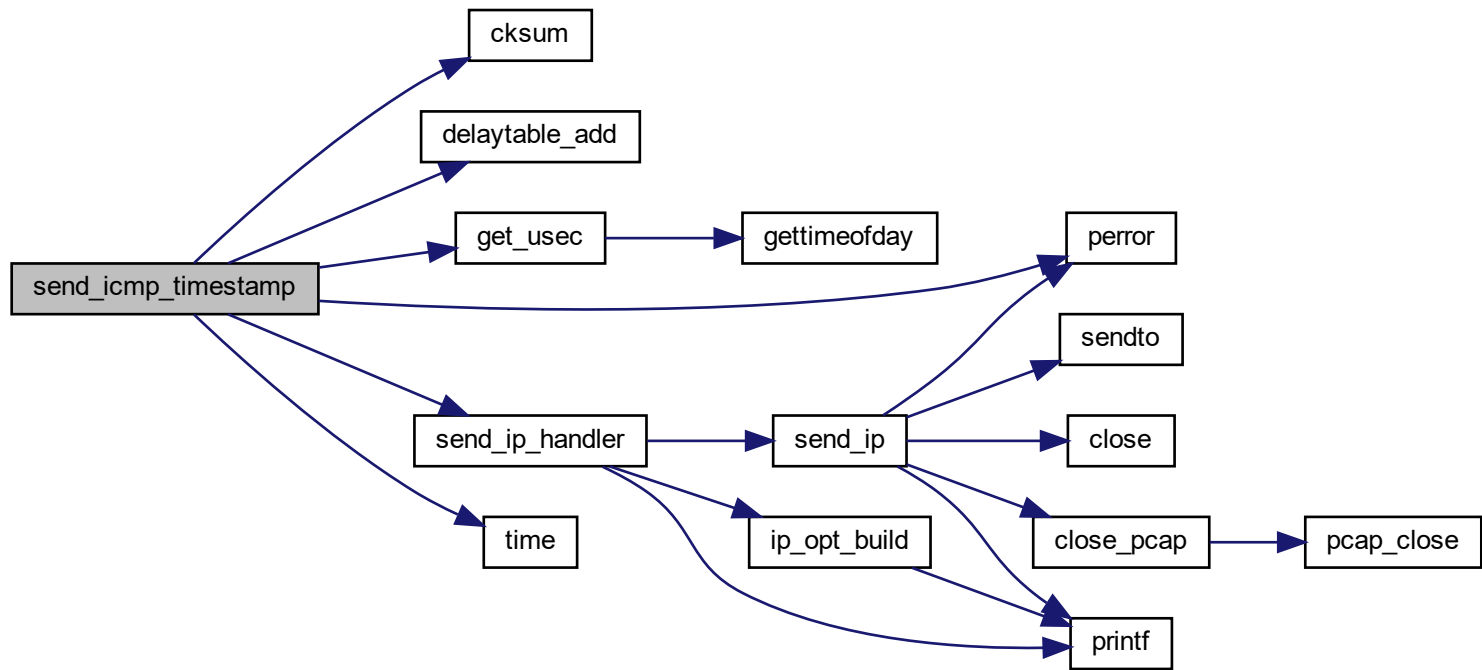 cksum
delaytable_add
get_usec
gettimeofday
perror
send_icmp_timestamp
sendto
send_ip_handler
send_ip
close
time
ip_opt_build
close_pcap
pcap_close
printf